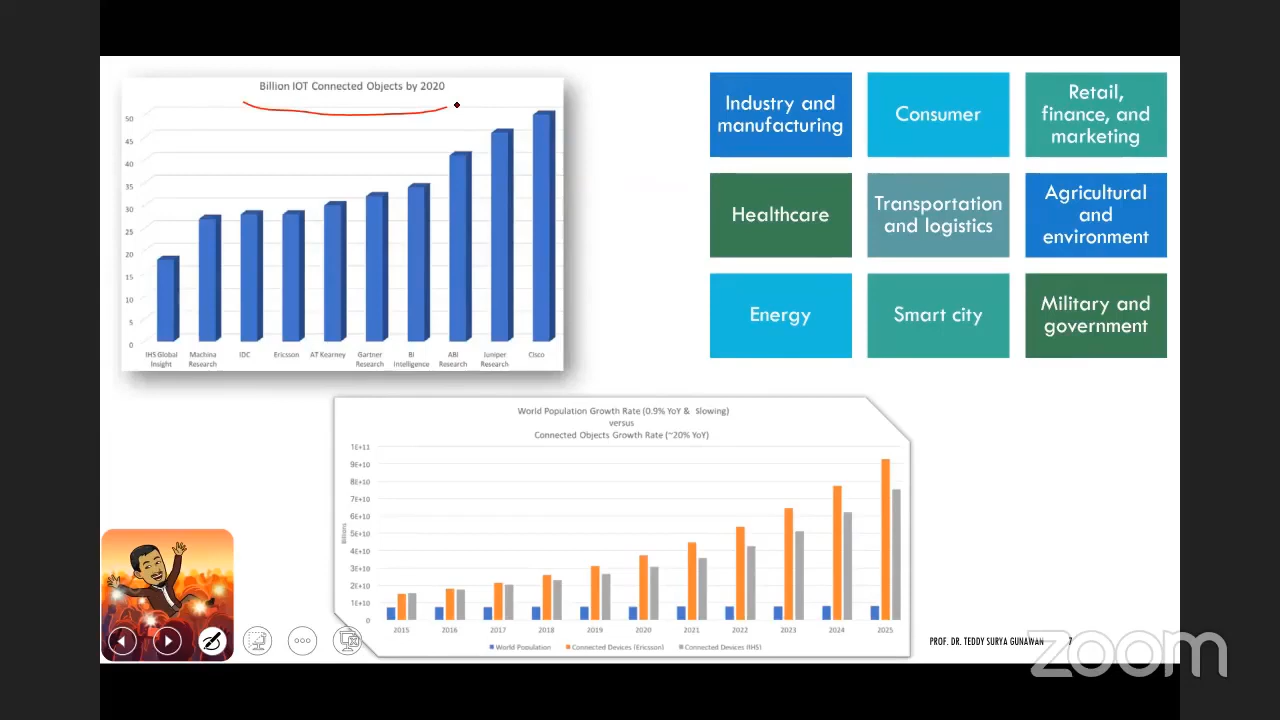 Billion IOT Connected Objects by 2020
50
45
40
35
30
25
20
15
10
5
0
IHS Global Insight
Machina Research
IDC
Ericsson
AT Kearney
Gartner Research
BI Intelligence
ABI Research
Juniper Research
Cisco
Industry and
manufacturing
Consumer
Retail,
finance, and
marketing
Healthcare
Transportation
and logistics
Agricultural
and
environment
Energy
Smart city
Military and
government
World Population Growth Rate (0.9% YoY & Slowing)
versus
Connected Objects Growth Rate (~20% YoY)
Billions
1E+11
9E+10
8E+10
7E+10
6E+10
5E+10
4E+10
3E+10
2E+10
1E+10
0
2015 2016 2017 2018 2019 2020 2021 2022 2023 2024 2025
World Population Connected Devices (Ericsson) Connected Devices (IHS)
PROF. DR. TEDDY SURYA GUNAWAN 7
zoom